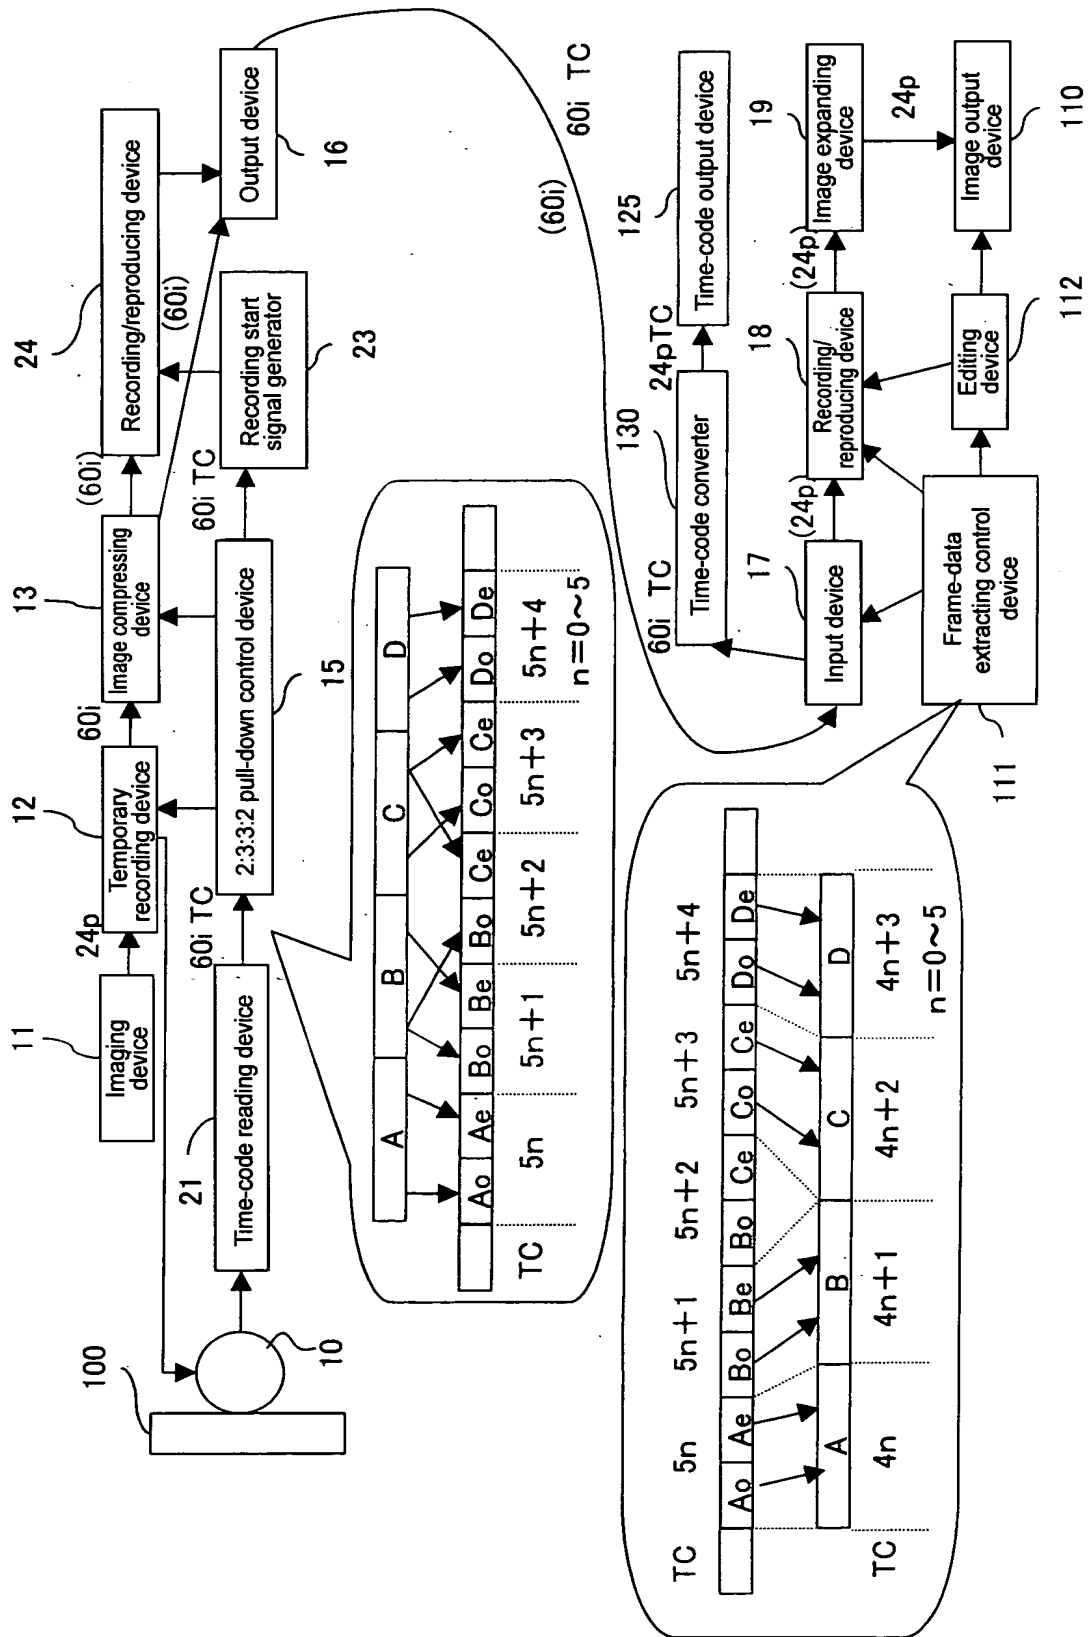 100
10
11
Imaging
device
24p
12
Temporary
recording device
60i
13
Image compressing
device
(60i)
24
Recording/reproducing device
(60i)
Output device
16
21
Time-code reading device
60i TC
2:3:3:2 pull-down control device
15
60i TC
Recording start
signal generator
23
A
B
C
D
Ao
Ae
Bo
Be
Bo
Ce
Co
Ce
Do
De
TC
5n
5n+1
5n+2
5n+3
5n+4
n=0~5
(60i)
60i TC
60i TC
Time-code converter
130
24pTC
Time-code output device
125
Input device
17
(24p)
Recording/
reproducing device
18
(24p)
Image expanding
device
19
24p
Frame-data
extracting control
device
111
Editing
device
112
Image output
device
110
TC
5n
5n+1
5n+2
5n+3
5n+4
Ao
Ae
Bo
Be
Bo
Ce
Co
Ce
Do
De
A
B
C
D
TC
4n
4n+1
4n+2
4n+3
n=0~5